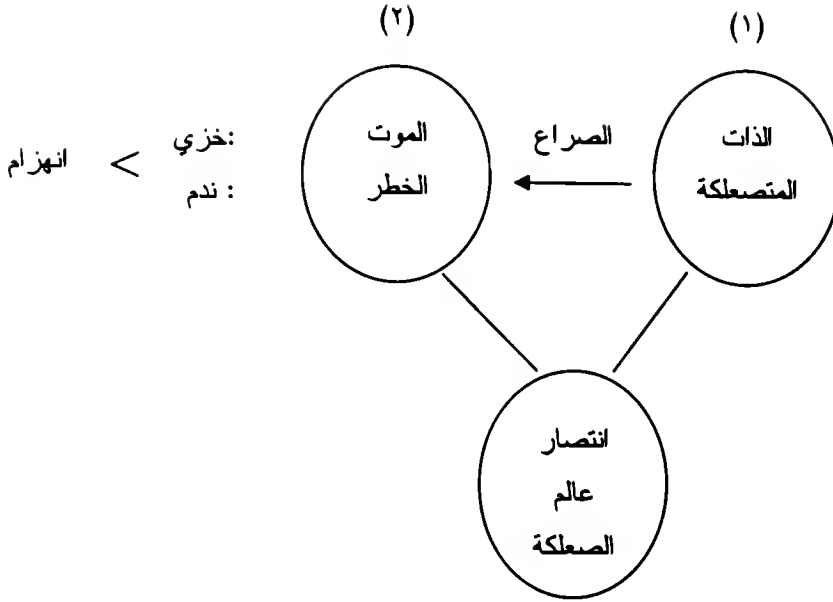 (١)
(٢)
الذات
المتصعلكة
الصراع
الموت
الخطر
خزي:
ندم :
> انهزام
انتصار
عالم
الصعلكة